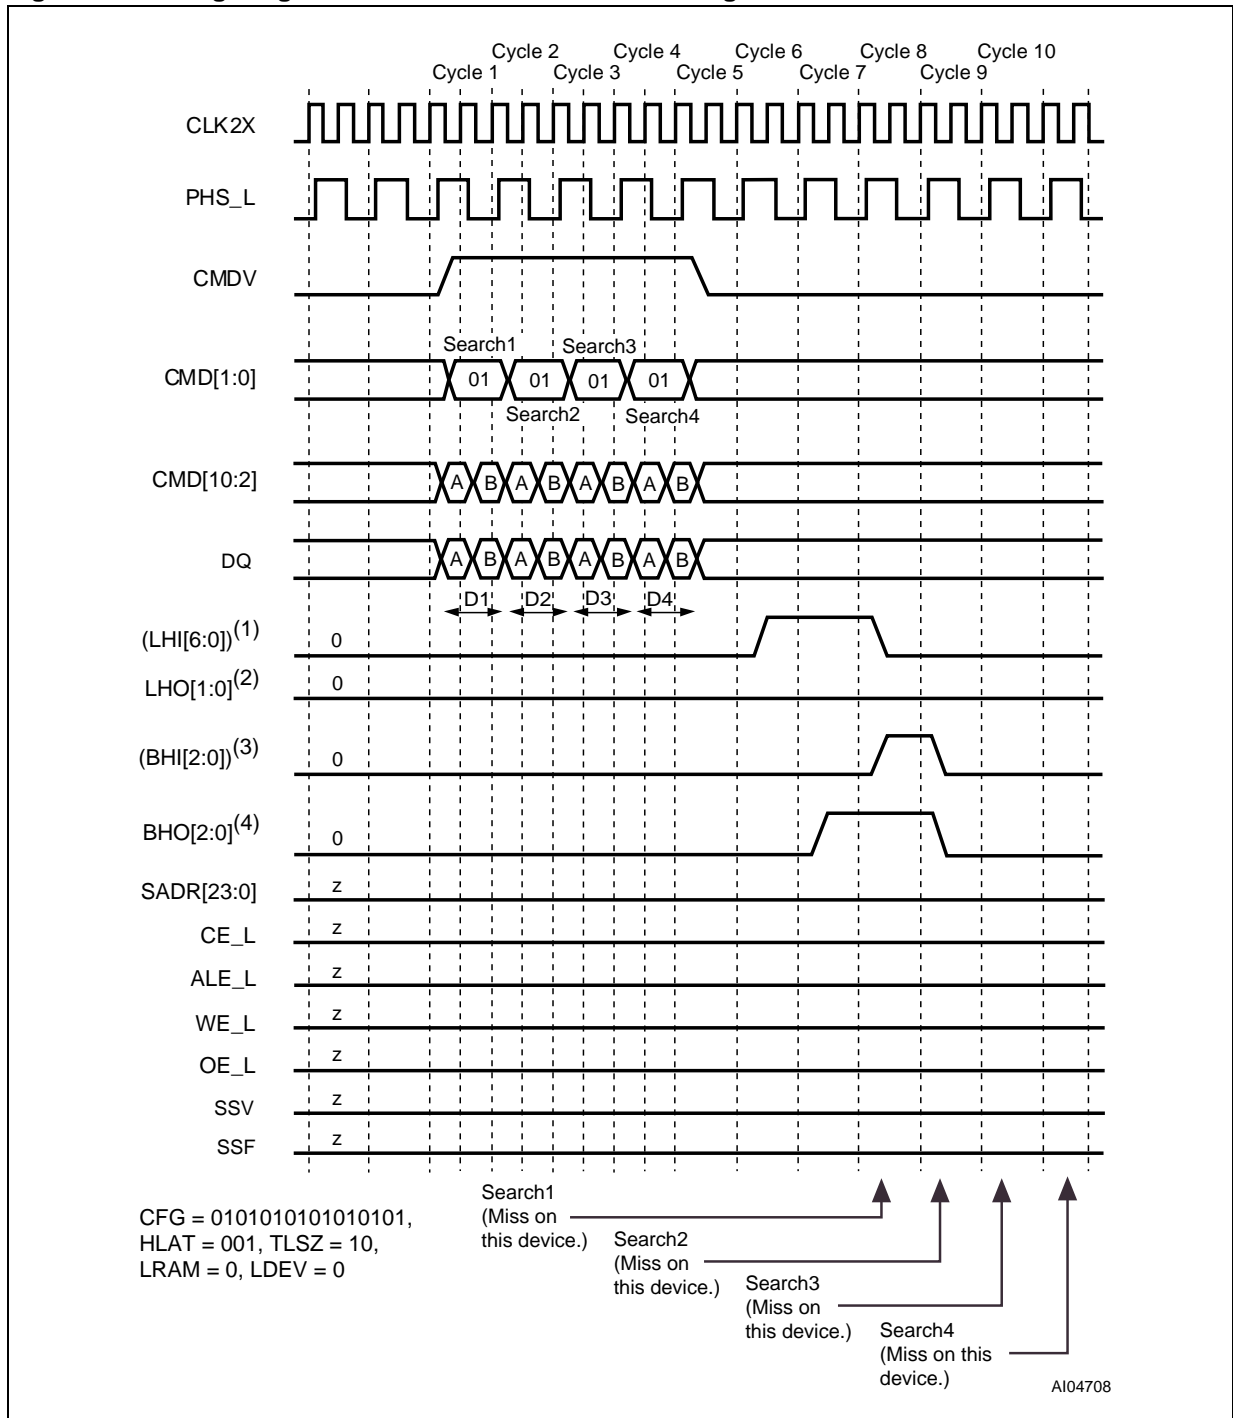 Cycle 2 Cycle 4 Cycle 6 Cycle 8 Cycle 10
Cycle 1 Cycle 3 Cycle 5 Cycle 7 Cycle 9
CLK2X
PHS_L
CMDV
Search1 Search3
CMD[1:0] 01 01 01 01
Search2 Search4
CMD[10:2] A B A B A B A B
DQ A B A B A B A B
D1 D2 D3 D4
(LHI[6:0])(1) 0
LHO[1:0](2) 0
(BHI[2:0])(3) 0
BHO[2:0](4) 0
SADR[23:0] z
CE_L z
ALE_L z
WE_L z
OE_L z
SSV z
SSF z
CFG = 0101010101010101,
HLAT = 001, TLSZ = 10,
LRAM = 0, LDEV = 0
Search1
(Miss on
this device.)
Search2
(Miss on
this device.)
Search3
(Miss on
this device.)
Search4
(Miss on this
device.)
AI04708